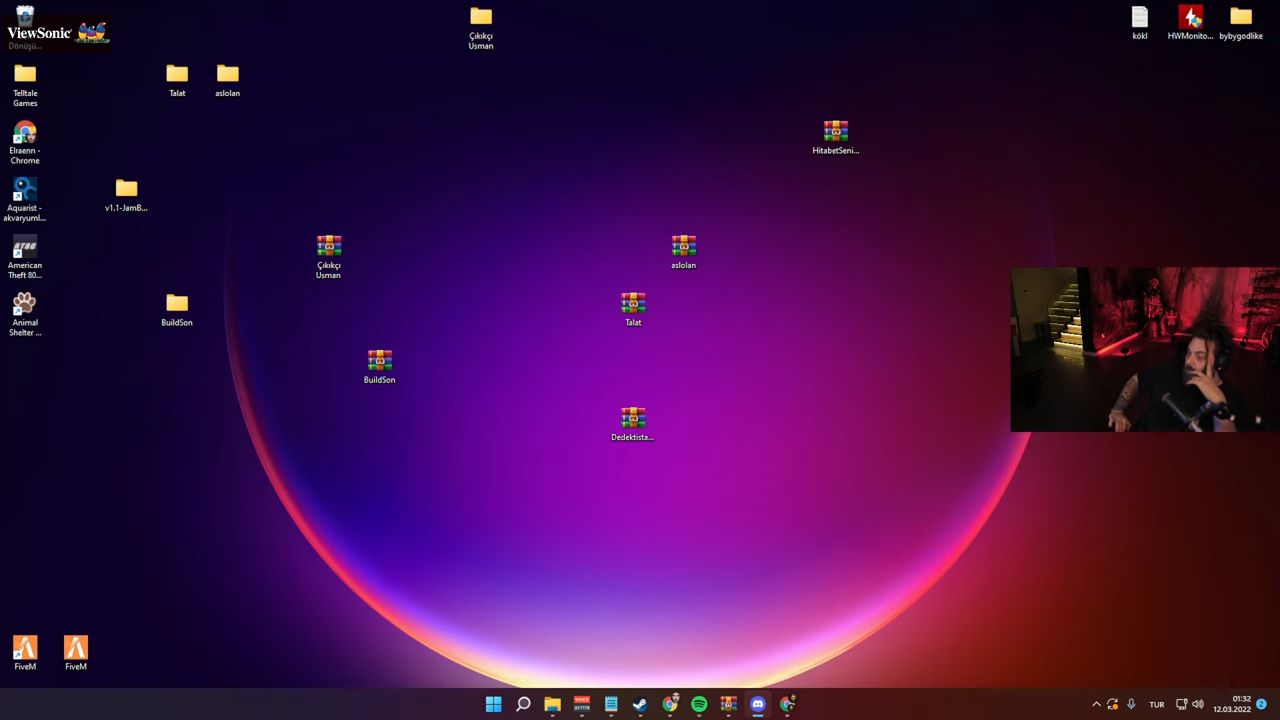 ViewSonic
Dönüşü...
Çıkıkçı
Usman
kökl
HWMonito...
bybygodlike
Telltale
Games
Talat
aslolan
Elraenn -
Chrome
HitabetSeni...
Aquarist -
akvaryuml...
v1.1-JamB...
American
Theft 80...
Çıkıkçı
Usman
aslolan
Animal
Shelter ...
BuildSon
Talat
BuildSon
Dedektista...
FiveM
FiveM
TUR
01:32
12.03.2022
2